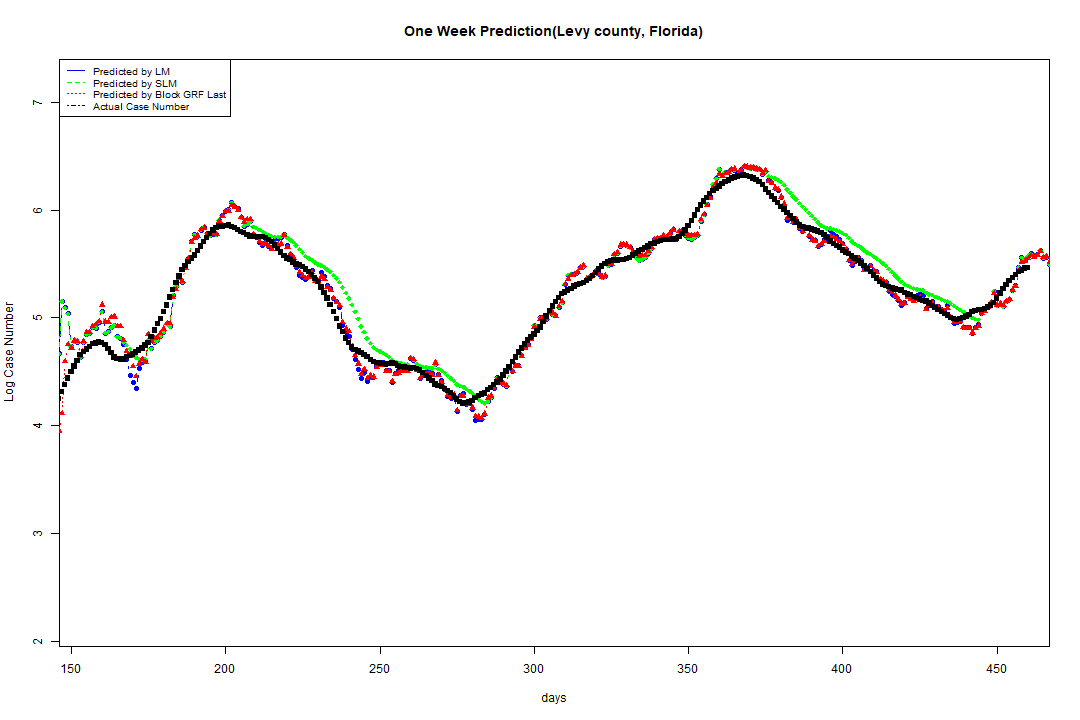 One Week Prediction(Levy county, Florida)
Predicted by LM
Predicted by SLM
Predicted by Block GRF Last
Actual Case Number
7
6
5
4
3
2
Log Case Number
150 200 250 300 350 400 450
days